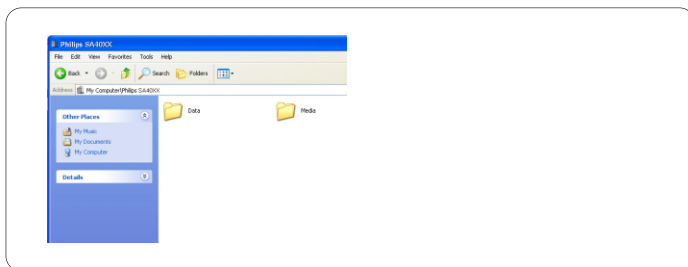 Philips SA40XX
File Edit View Favorites Tools Help
Back Search Folders
Address My Computer\Philips SA40XX
Other Places
My Music
My Documents
My Computer
Details
Data Media